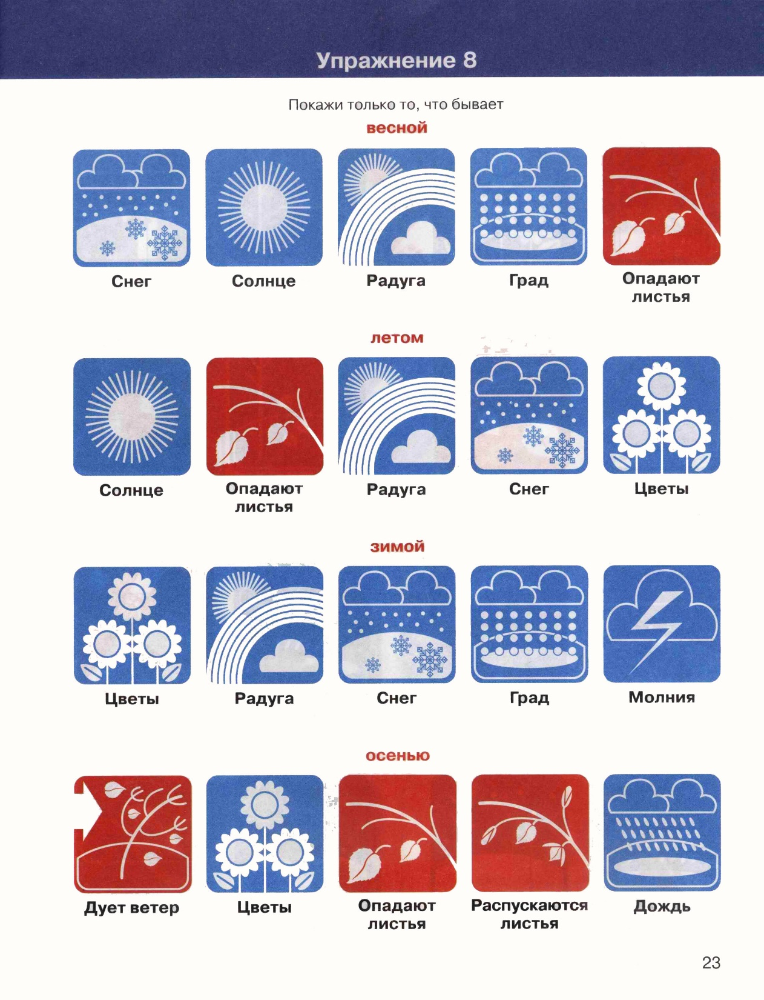 Упражнение 8
Покажи только то, что бывает
весной
Снег Солнце Радуга Град Опадают
листья
летом
Солнце Опадают Радуга Снег Цветы
листья
зимой
Цветы Радуга Снег Град Молния
осенью
Дует ветер Цветы Опадают Распускаются Дождь
листья листья
23